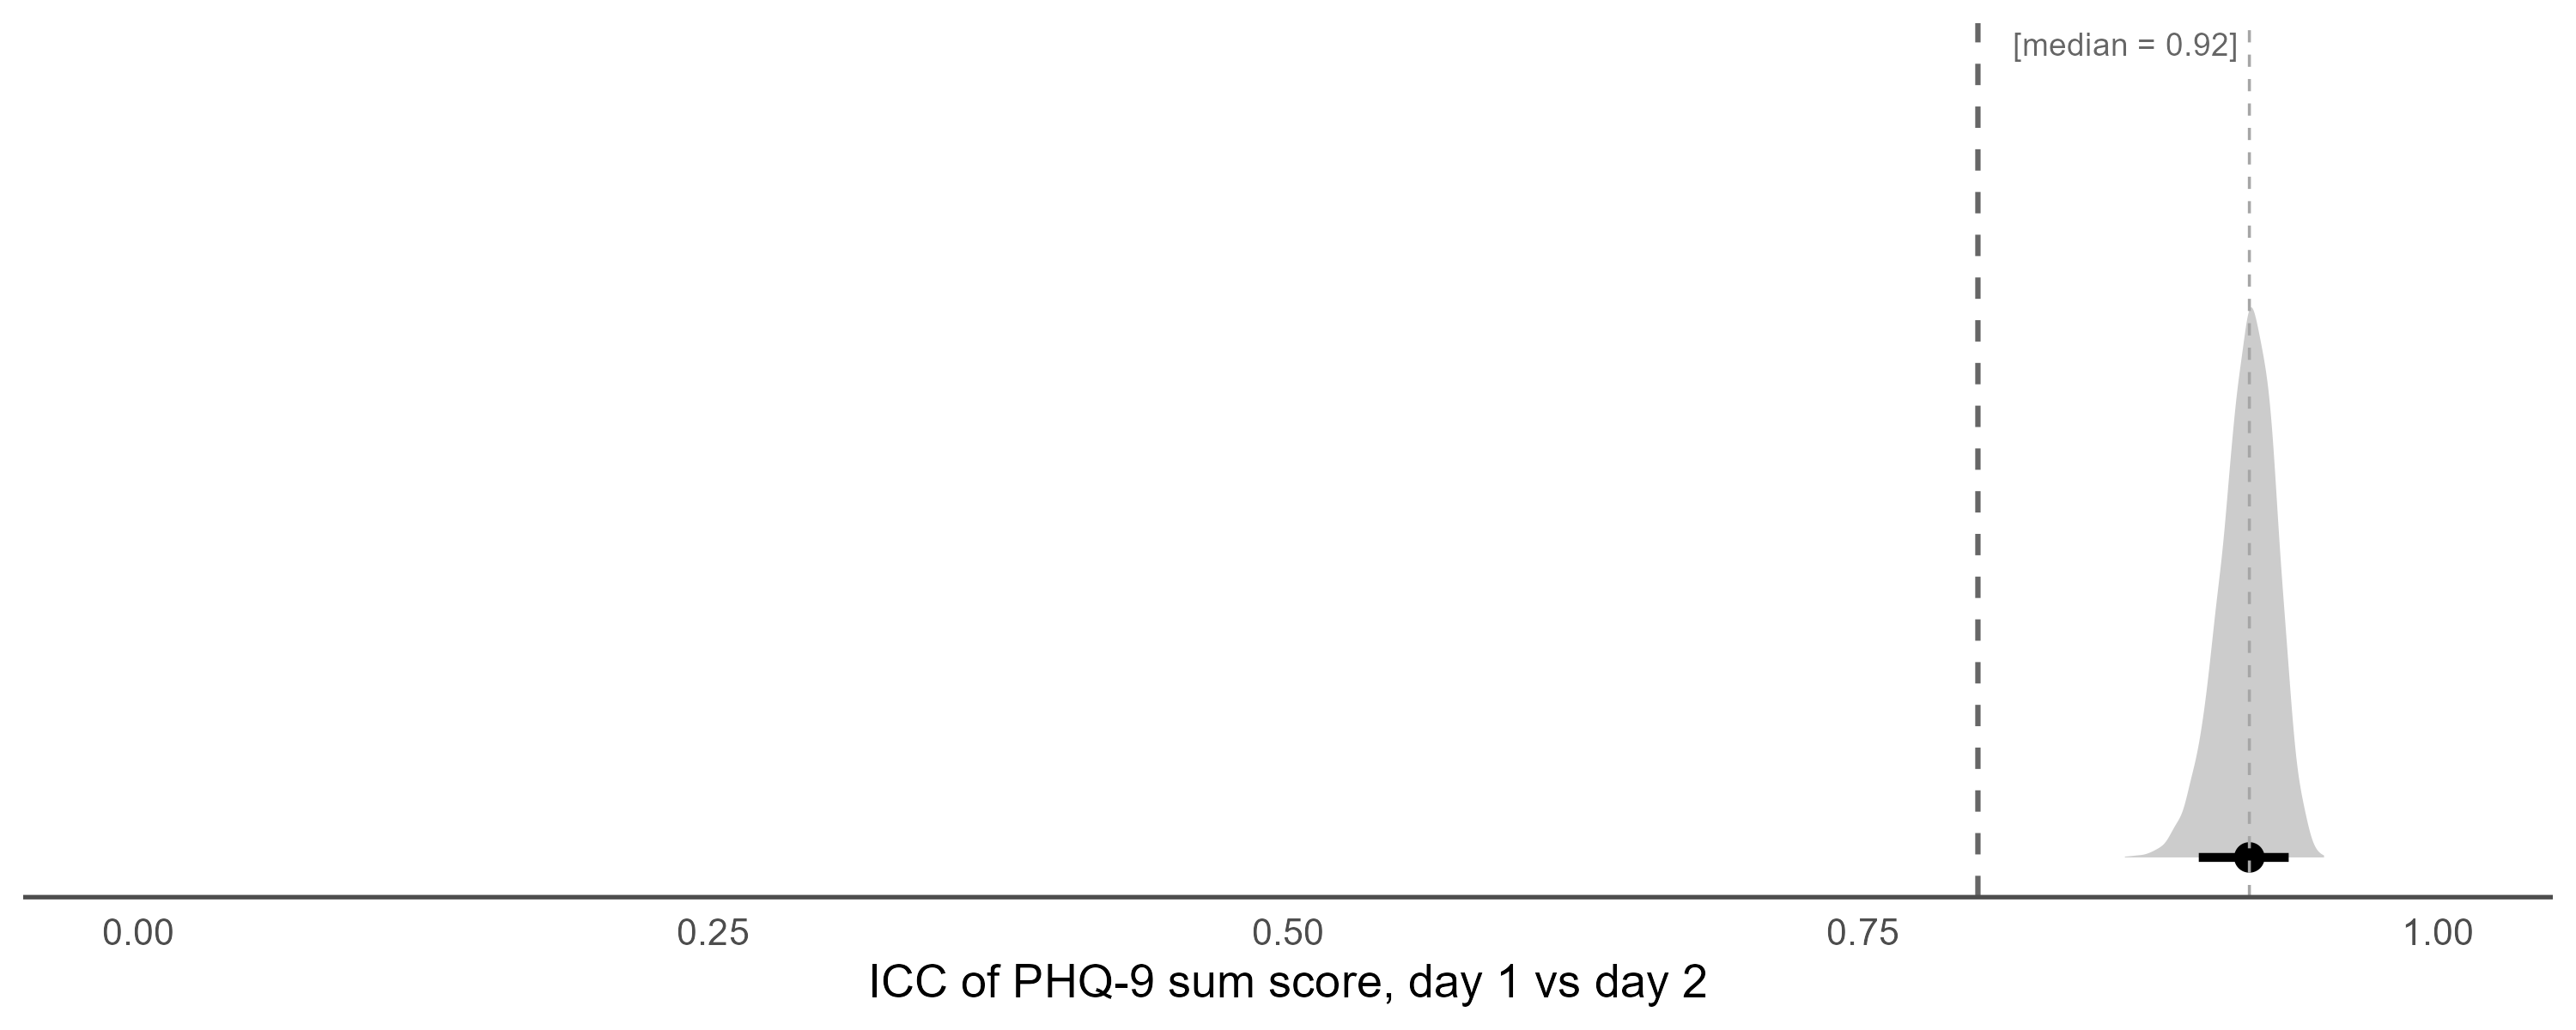 [median = 0.92]
0.00 0.25 0.50 0.75 1.00
ICC of PHQ-9 sum score, day 1 vs day 2